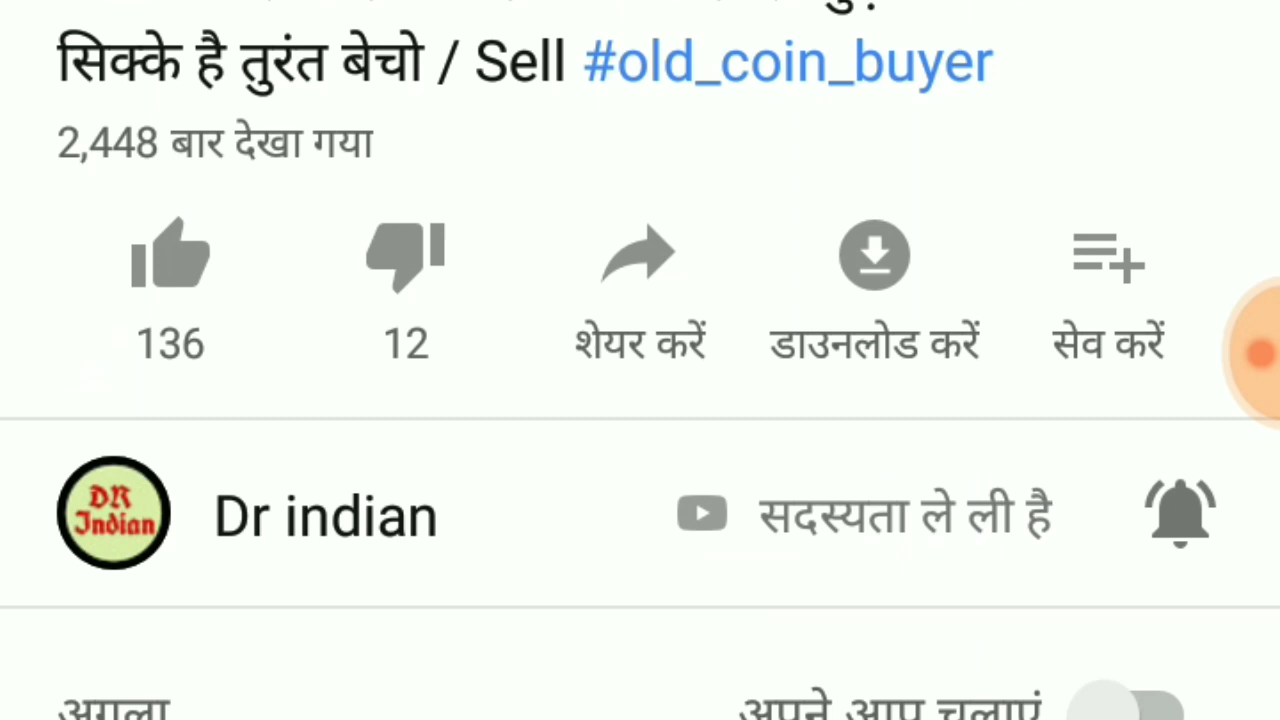 सिक्के है तुरंत बेचो / Sell #old_coin_buyer
2,448 बार देखा गया
136
12
शेयर करें
डाउनलोड करें
सेव करें
DR
Indian
Dr indian
सदस्यता ले ली है
अगला
अपने आप चलाएं